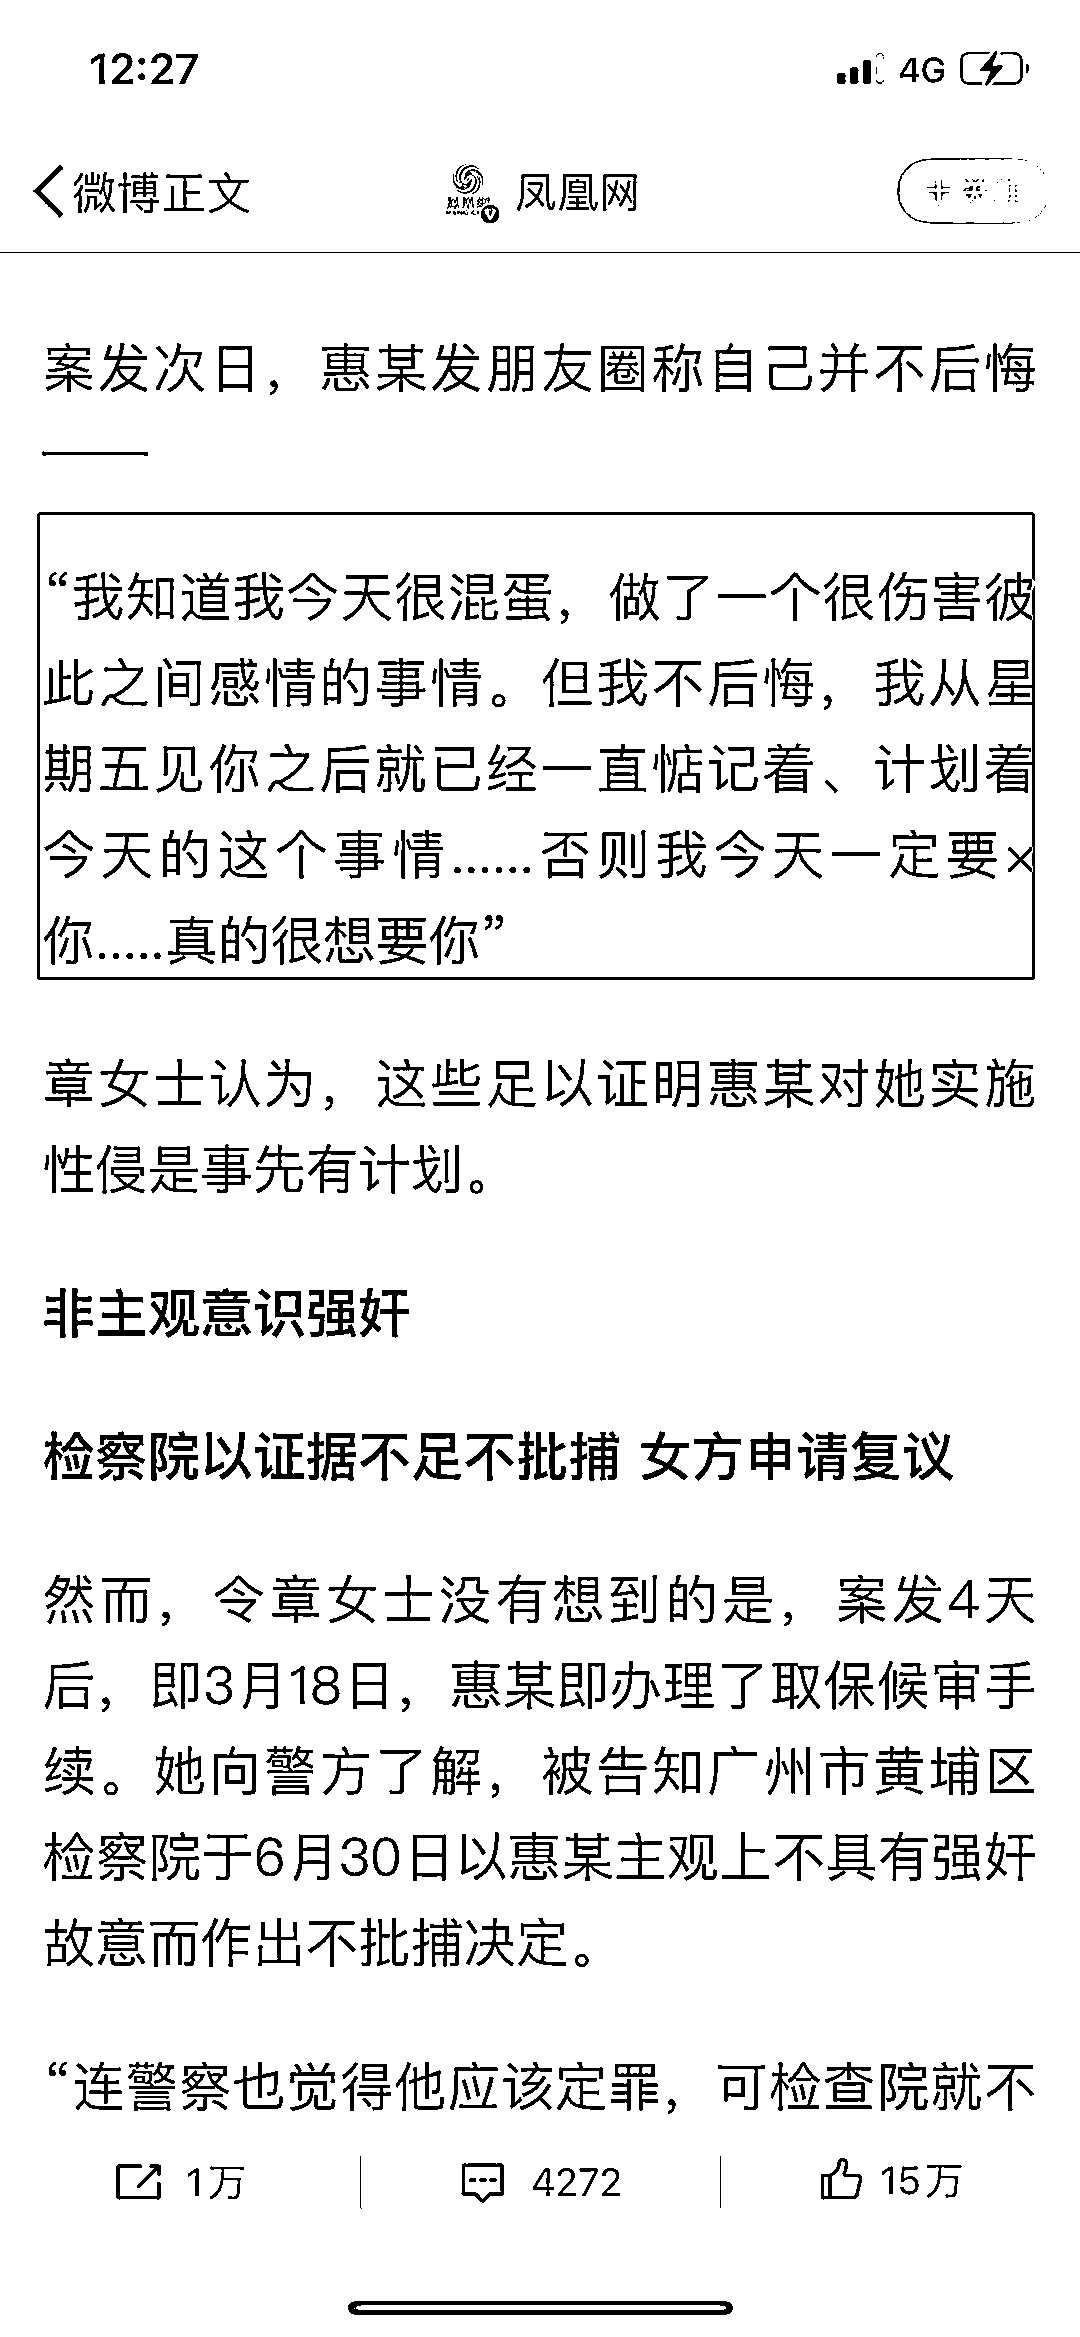 12:27
4G
微博正文
凤凰网
案发次日，惠某发朋友圈称自己并不后悔
——
“我知道我今天很混蛋，做了一个很伤害彼
此之间感情的事情。但我不后悔，我从星
期五见你之后就已经一直惦记着、计划着
今天的这个事情……否则我今天一定要×
你.....真的很想要你”
章女士认为，这些足以证明惠某对她实施
性侵是事先有计划。
非主观意识强奸
检察院以证据不足不批捕 女方申请复议
然而，令章女士没有想到的是，案发4天
后，即3月18日，惠某即办理了取保候审手
续。她向警方了解，被告知广州市黄埔区
检察院于6月30日以惠某主观上不具有强奸
故意而作出不批捕决定。
“连警察也觉得他应该定罪，可检查院就不
1万
4272
15万